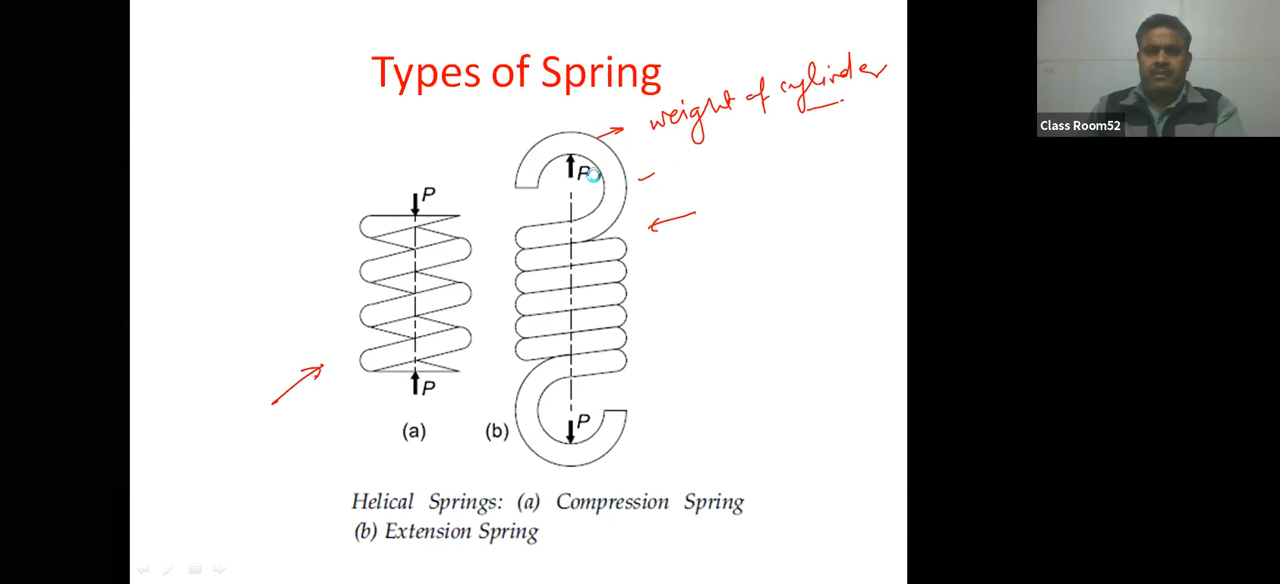 Types of Spring
weight of cylinder
Class Room52
P
P
P
P
(a)
(b)
Helical Springs: (a) Compression Spring
(b) Extension Spring